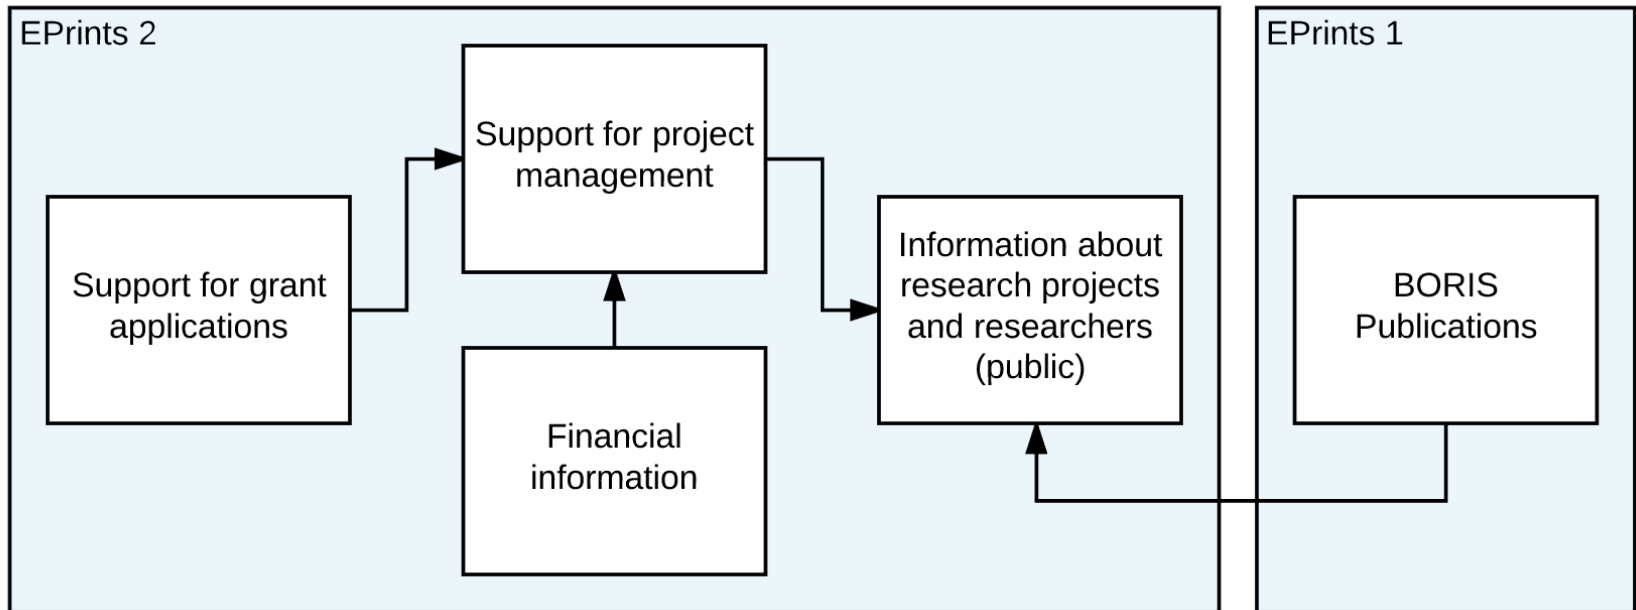 EPrints 2
EPrints 1
Support for project
management
Support for grant
applications
Information about
research projects
and researchers
(public)
BORIS
Publications
Financial
information